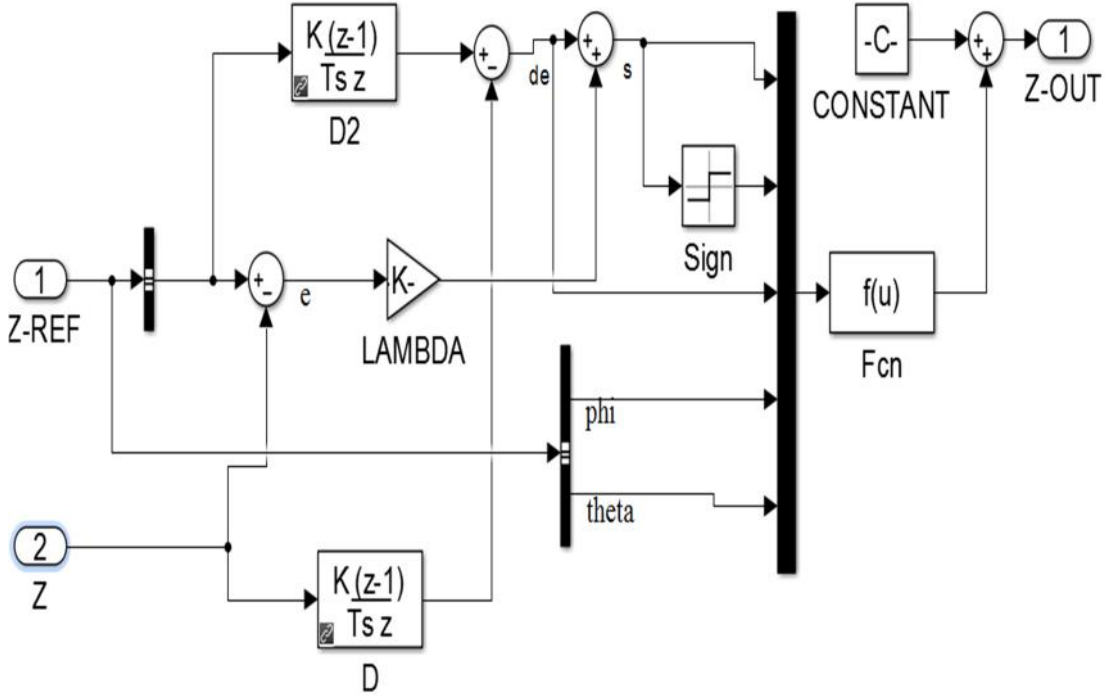 K (z-1)
Ts z
D2
+
−
de
+
+
s
-C-
CONSTANT
+
+
1
Z-OUT
Sign
1
Z-REF
+
−
e
K-
LAMBDA
f(u)
Fcn
phi
theta
2
Z
K (z-1)
Ts z
D